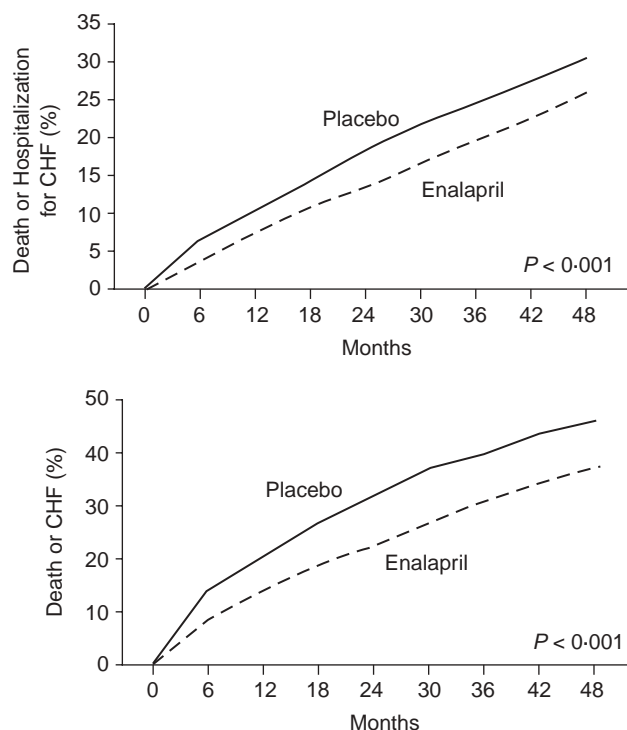 Death or Hospitalization
for CHF (%)
35
30
25
20
15
10
5
0
Placebo
Enalapril
P < 0·001
0 6 12 18 24 30 36 42 48
Months
Death or CHF (%)
50
40
30
20
10
0
Placebo
Enalapril
P < 0·001
0 6 12 18 24 30 36 42 48
Months